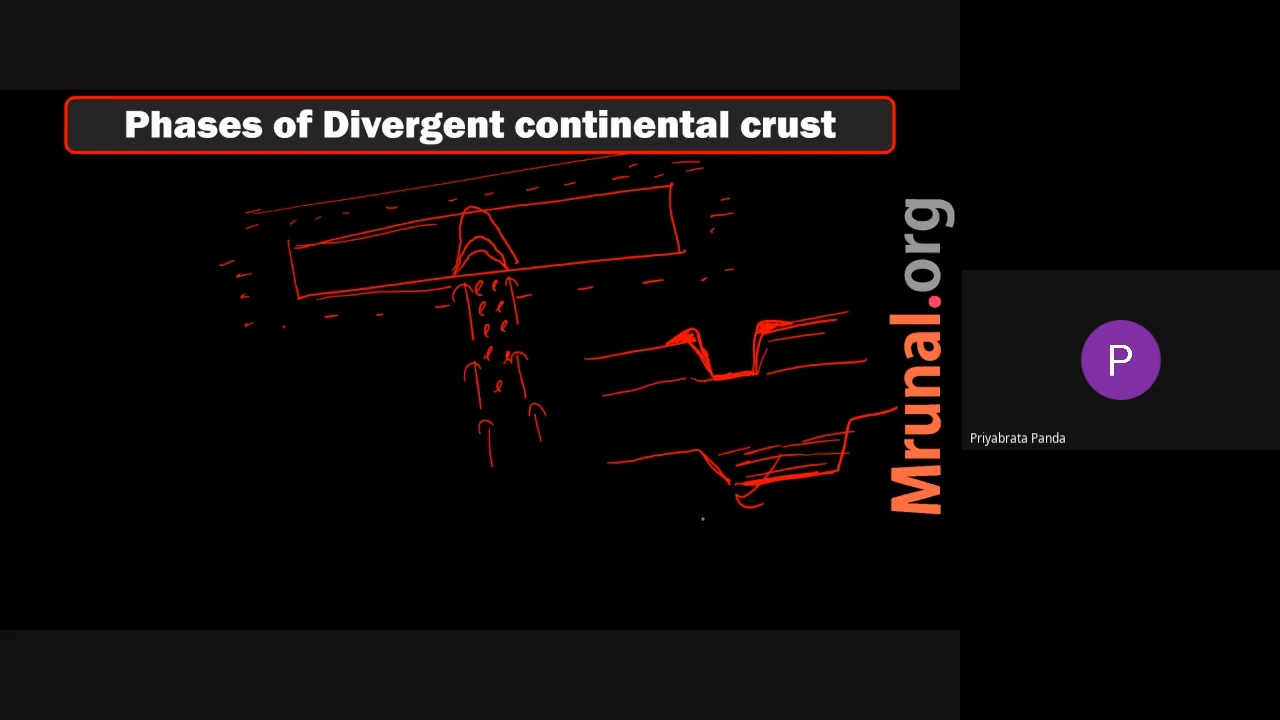 Phases of Divergent continental crust
Mrunal.org
P
Priyabrata Panda